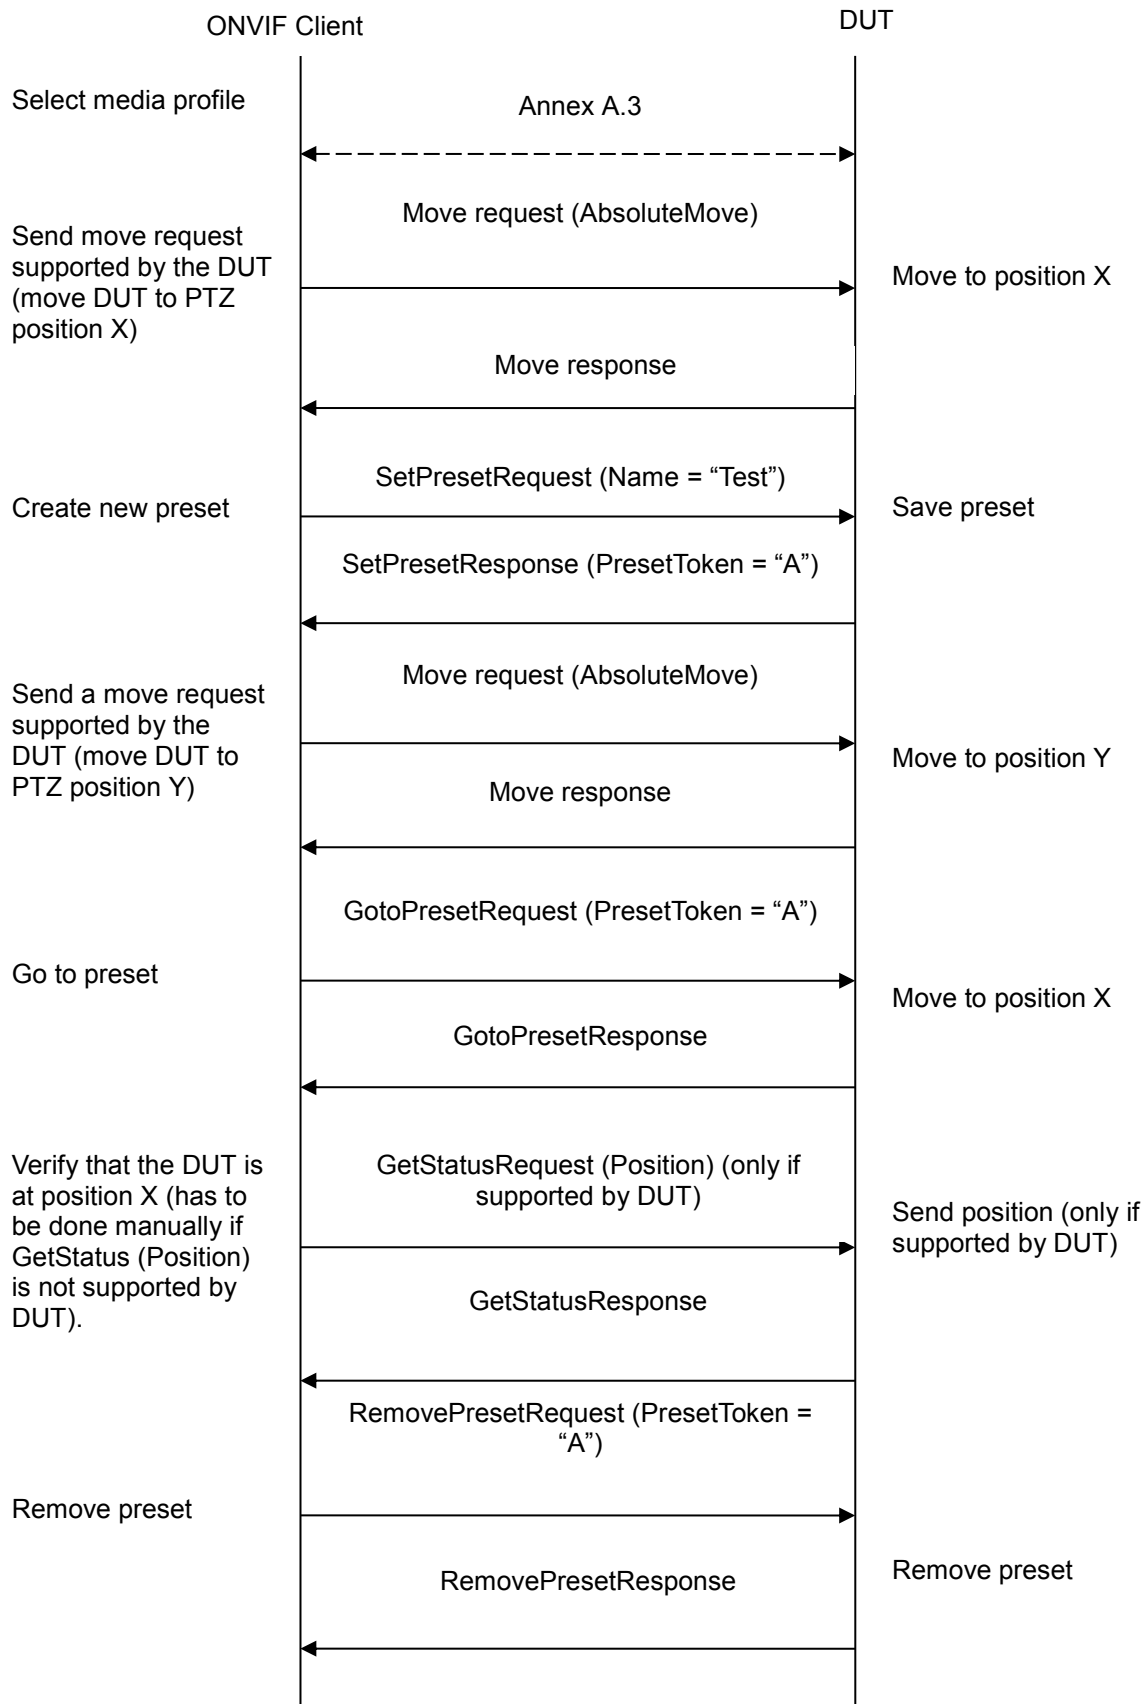 ONVIF Client
DUT
Select media profile
Annex A.3
Move request (AbsoluteMove)
Send move request
supported by the DUT
(move DUT to PTZ
position X)
Move to position X
Move response
SetPresetRequest (Name = “Test”)
Create new preset
Save preset
SetPresetResponse (PresetToken = “A”)
Move request (AbsoluteMove)
Send a move request
supported by the
DUT (move DUT to
PTZ position Y)
Move to position Y
Move response
GotoPresetRequest (PresetToken = “A”)
Go to preset
Move to position X
GotoPresetResponse
Verify that the DUT is
at position X (has to
be done manually if
GetStatus (Position)
is not supported by
DUT).
GetStatusRequest (Position) (only if
supported by DUT)
Send position (only if
supported by DUT)
GetStatusResponse
RemovePresetRequest (PresetToken =
“A”)
Remove preset
Remove preset
RemovePresetResponse